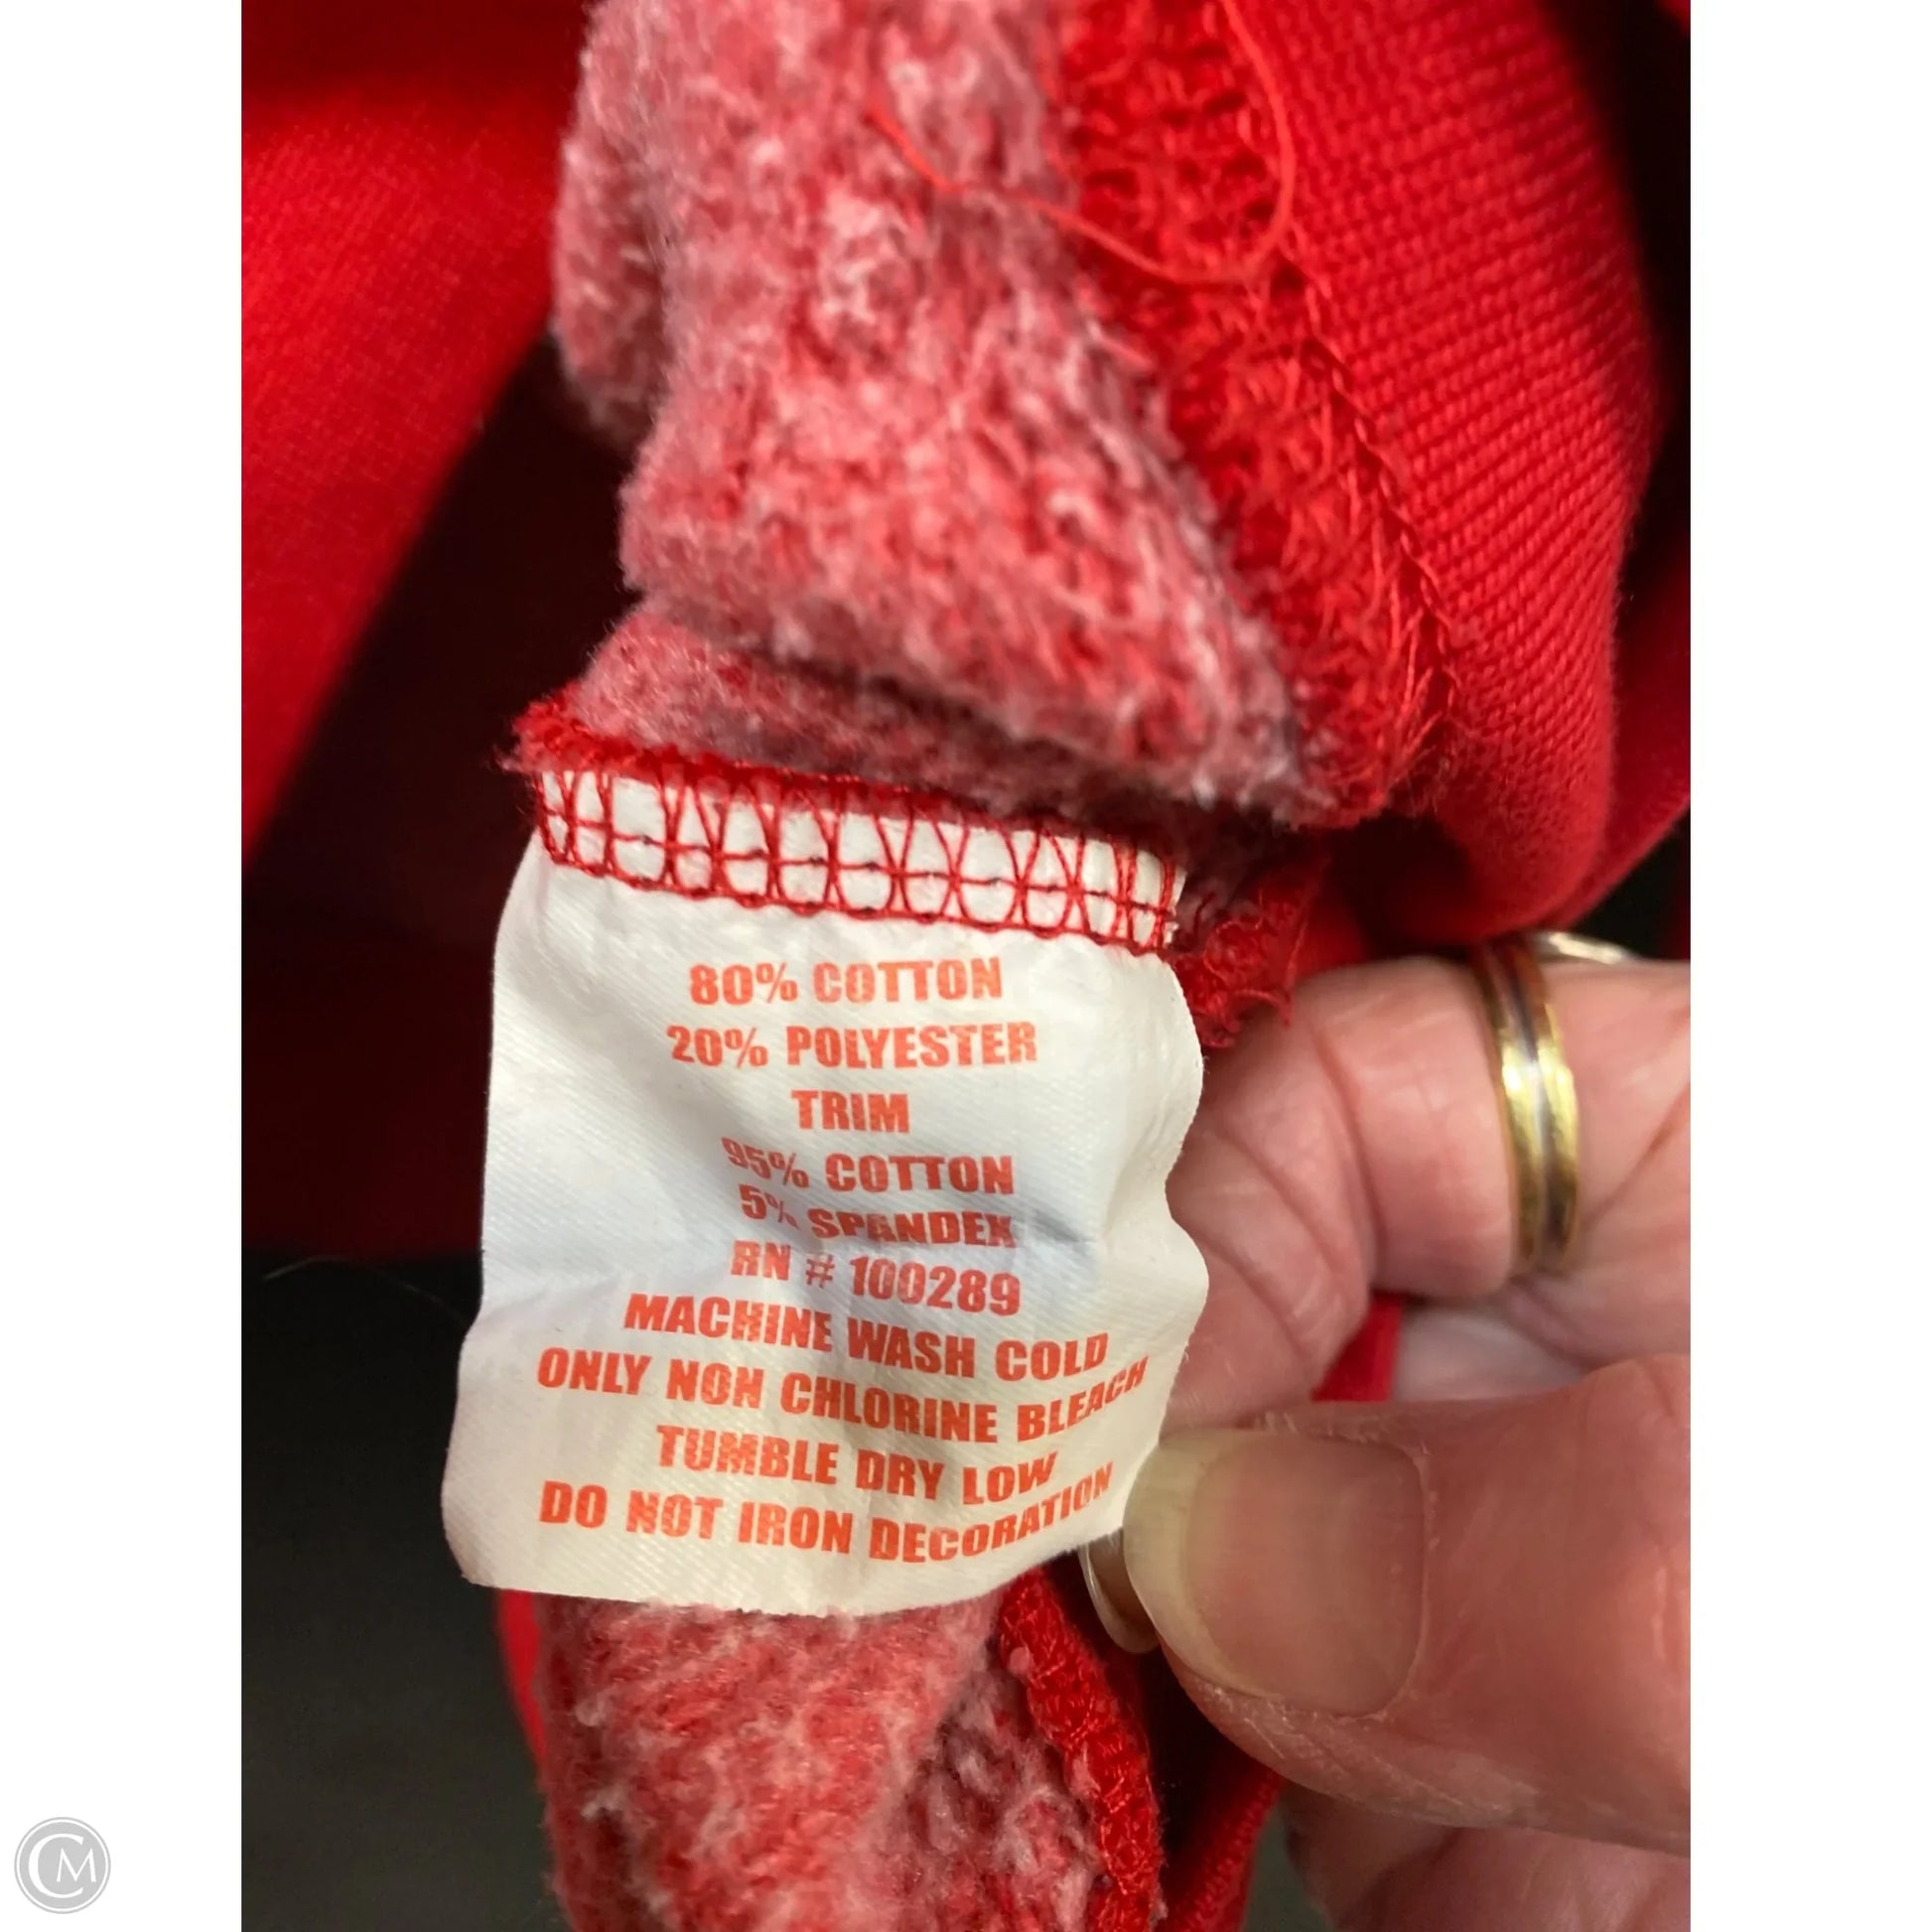 80% COTTON
20% POLYESTER
TRIM
95% COTTON
5% SPANDEX
RN # 100289
MACHINE WASH COLD
ONLY NON CHLORINE BLEACH
TUMBLE DRY LOW
DO NOT IRON DECORATION
CM